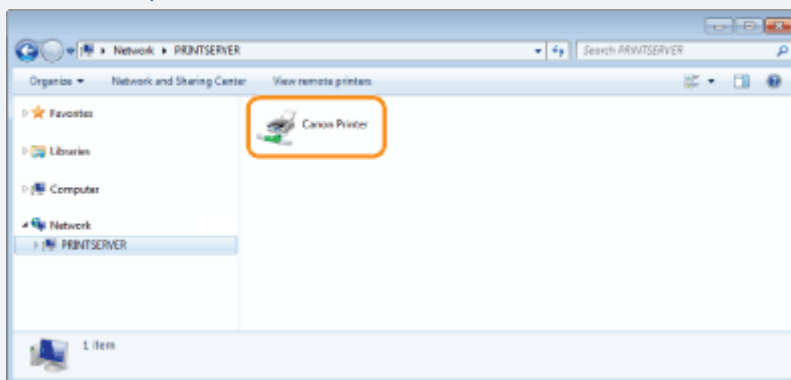 Network ▸ PRINTSERVER
Search PRINTSERVER
Organize
Network and Sharing Center
View remote printers
Favorites
Libraries
Computer
Network
PRINTSERVER
Canon Printer
1 item